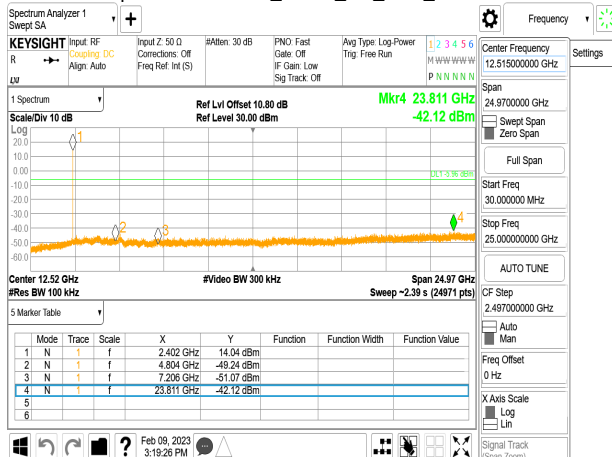 Spectrum Analyzer 1
Swept SA
KEYSIGHT
R
Input: RF
Coupling: DC
Align: Auto
Input Z: 50 Ω
Corrections: Off
Freq Ref: Int (S)
#Atten: 30 dB
PNO: Fast
Gate: Off
IF Gain: Low
Sig Track: Off
Avg Type: Log-Power
Trig: Free Run
1 2 3 4 5 6
M W W W W W
P N N N N N
1 Spectrum
Scale/Div 10 dB
Ref Lvl Offset 10.80 dB
Ref Level 30.00 dBm
Mkr4 23.811 GHz
-42.12 dBm
Log
20.0
10.0
0.00
-10.0
-20.0
-30.0
-40.0
-50.0
-60.0
1
2
3
4
DL1 -5.96 dBm
Center 12.52 GHz
#Video BW 300 kHz
Span 24.97 GHz
#Res BW 100 kHz
Sweep ~2.39 s (24971 pts)
5 Marker Table
Mode Trace Scale X Y Function Function Width Function Value
1 N 1 f 2.402 GHz 14.04 dBm
2 N 1 f 4.804 GHz -49.24 dBm
3 N 1 f 7.206 GHz -51.07 dBm
4 N 1 f 23.811 GHz -42.12 dBm
5
6
?
Feb 09, 2023
3:19:26 PM
Frequency
Settings
Center Frequency
12.515000000 GHz
Span
24.9700000 GHz
Swept Span
Zero Span
Full Span
Start Freq
30.000000 MHz
Stop Freq
25.000000000 GHz
AUTO TUNE
CF Step
2.497000000 GHz
Auto
Man
Freq Offset
0 Hz
X Axis Scale
Log
Lin
Signal Track
(Span Zoom)